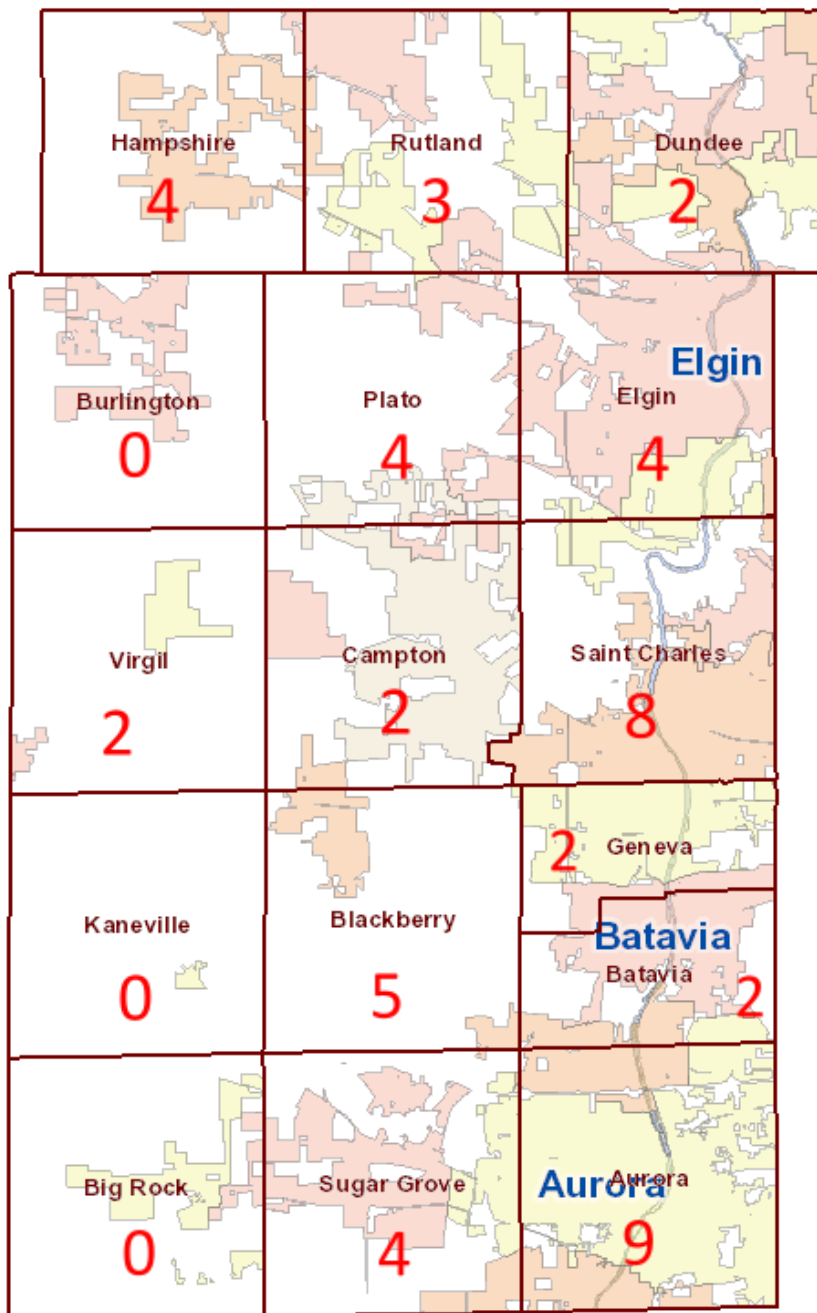 Hampshire
4
Rutland
3
Dundee
2
Burlington
0
Plato
4
Elgin
Elgin
4
Virgil
2
Campton
2
Saint Charles
8
Kaneville
0
Blackberry
5
Geneva
2
Batavia
Batavia
2
Big Rock
0
Sugar Grove
4
Aurora
Aurora
9